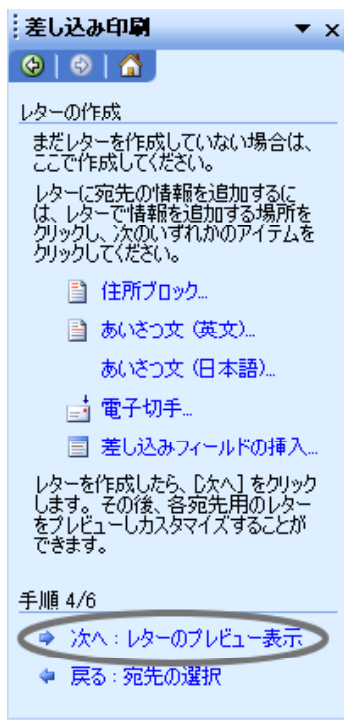 差し込み印刷
レターの作成
まだレターを作成していない場合は、
ここで作成してください。
レターに宛先の情報を追加するに
は、レターで情報を追加する場所を
クリックし、次のいずれかのアイテムを
クリックしてください。
住所ブロック...
あいさつ文 (英文)...
あいさつ文 (日本語)...
電子切手...
差し込みフィールドの挿入...
レターを作成したら、[次へ] をクリック
します。その後、各宛先用のレター
をプレビューしカスタマイズすることが
できます。
手順 4/6
次へ : レターのプレビュー表示
戻る : 宛先の選択